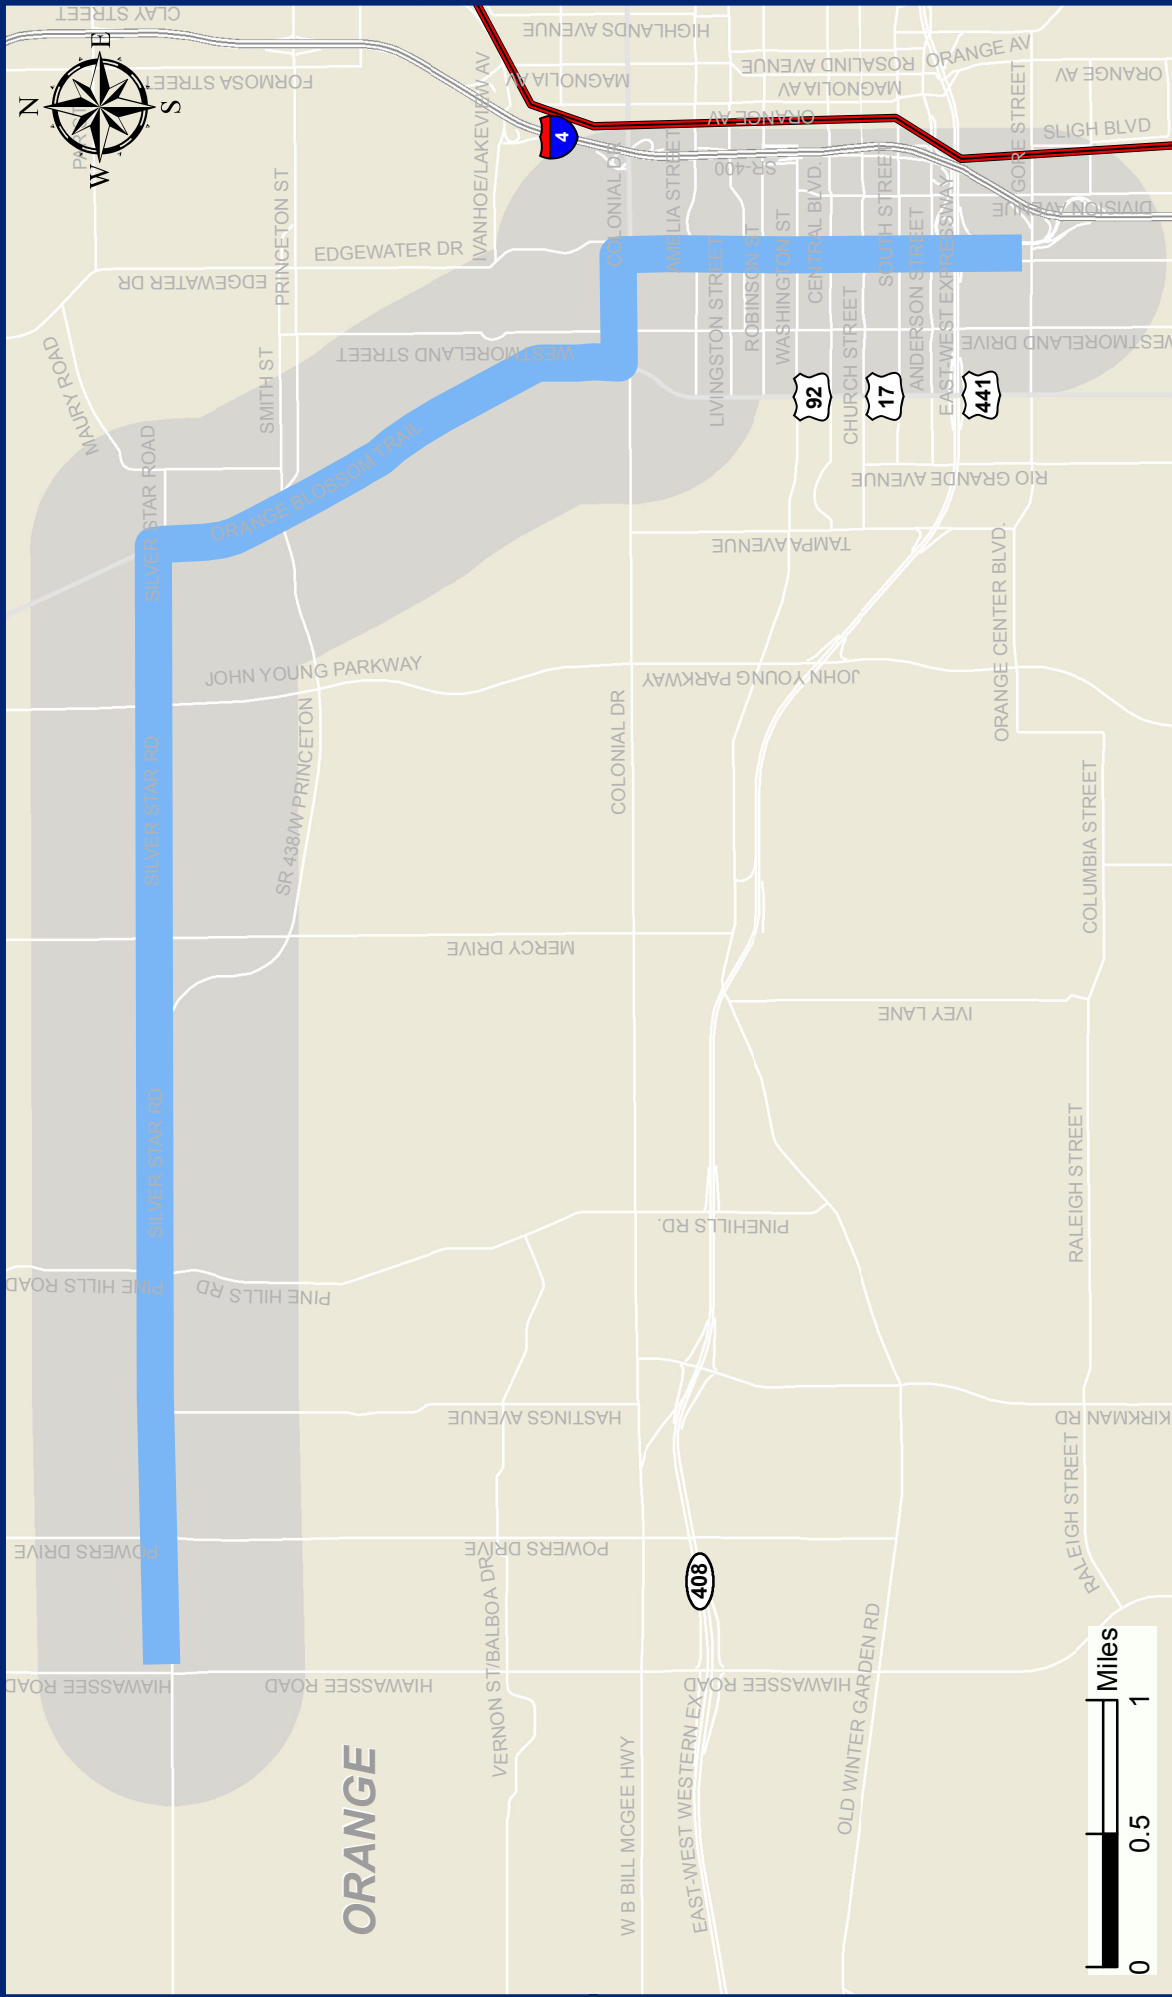 CLAY STREET
FORMOSA STREET
N
E
S
W
HIGHLANDS AVENUE
MAGNOLIA AV
ROSALIND AVENUE
MAGNOLIA AV
ORANGE AV
ORANGE AV
ORANGE AV
SLIGH BLVD
GORE STREET
DIVISION AVENUE
4
SR-400
IVANHOE/LAKEVIEW AV
COLONIAL DR
AMELIA STREET
LIVINGSTON STREET
ROBINSON ST
WASHINGTON ST
CENTRAL BLVD.
CHURCH STREET
SOUTH STREET
ANDERSON STREET
EAST-WEST EXPRESSWAY
EDGEWATER DR
EDGEWATER DR
PRINCETON ST
SMITH ST
MAURY ROAD
WESTMORELAND STREET
WESTMORELAND DRIVE
92
17
441
SILVER STAR ROAD
ORANGE BLOSSOM TRAIL
RIO GRANDE AVENUE
TAMPA AVENUE
ORANGE CENTER BLVD.
JOHN YOUNG PARKWAY
JOHN YOUNG PARKWAY
SR 438/W PRINCETON
SILVER STAR RD
COLONIAL DR
COLUMBIA STREET
MERCY DRIVE
IVEY LANE
SILVER STAR RD
RALEIGH STREET
PINEHILLS RD.
PINE HILLS ROAD
PINE HILLS RD
HASTINGS AVENUE
KIRKMAN RD
RALEIGH STREET
POWERS DRIVE
POWERS DRIVE
VERNON ST/BALBOA DR
408
HIAWASSEE ROAD
HIAWASSEE ROAD
HIAWASSEE ROAD
OLD WINTER GARDEN RD
EAST-WEST WESTERN EX
W B BILL MCGEE HWY
ORANGE
0 0.5 1
Miles